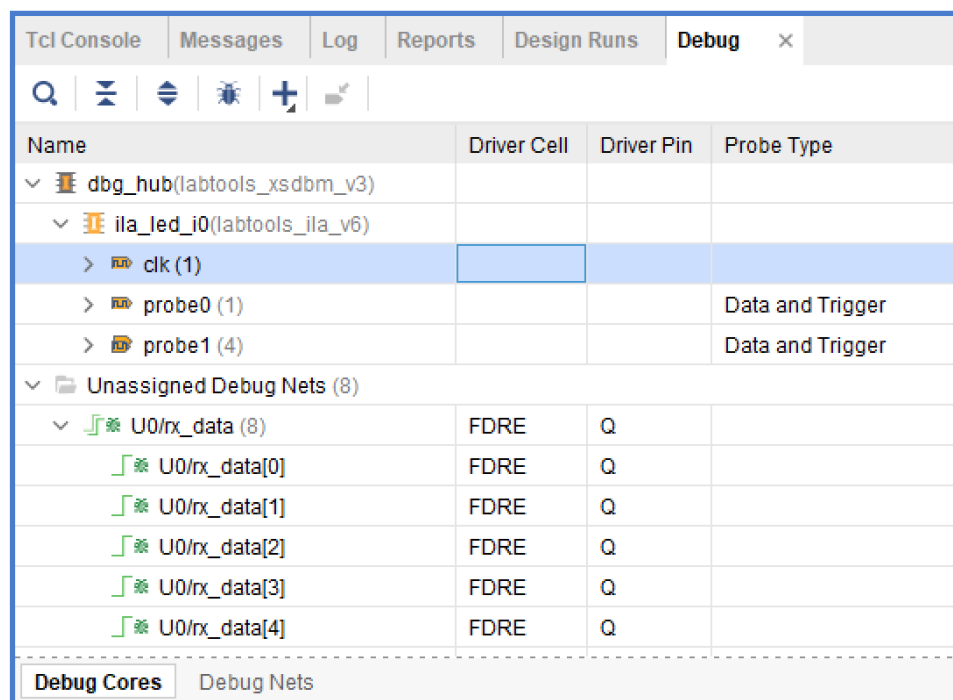 Tcl Console Messages Log Reports Design Runs Debug
Name Driver Cell Driver Pin Probe Type
dbg_hub(labtools_xsdbm_v3)
ila_led_i0(labtools_ila_v6)
clk (1)
probe0 (1) Data and Trigger
probe1 (4) Data and Trigger
Unassigned Debug Nets (8)
U0/rx_data (8) FDRE Q
U0/rx_data[0] FDRE Q
U0/rx_data[1] FDRE Q
U0/rx_data[2] FDRE Q
U0/rx_data[3] FDRE Q
U0/rx_data[4] FDRE Q
Debug Cores Debug Nets